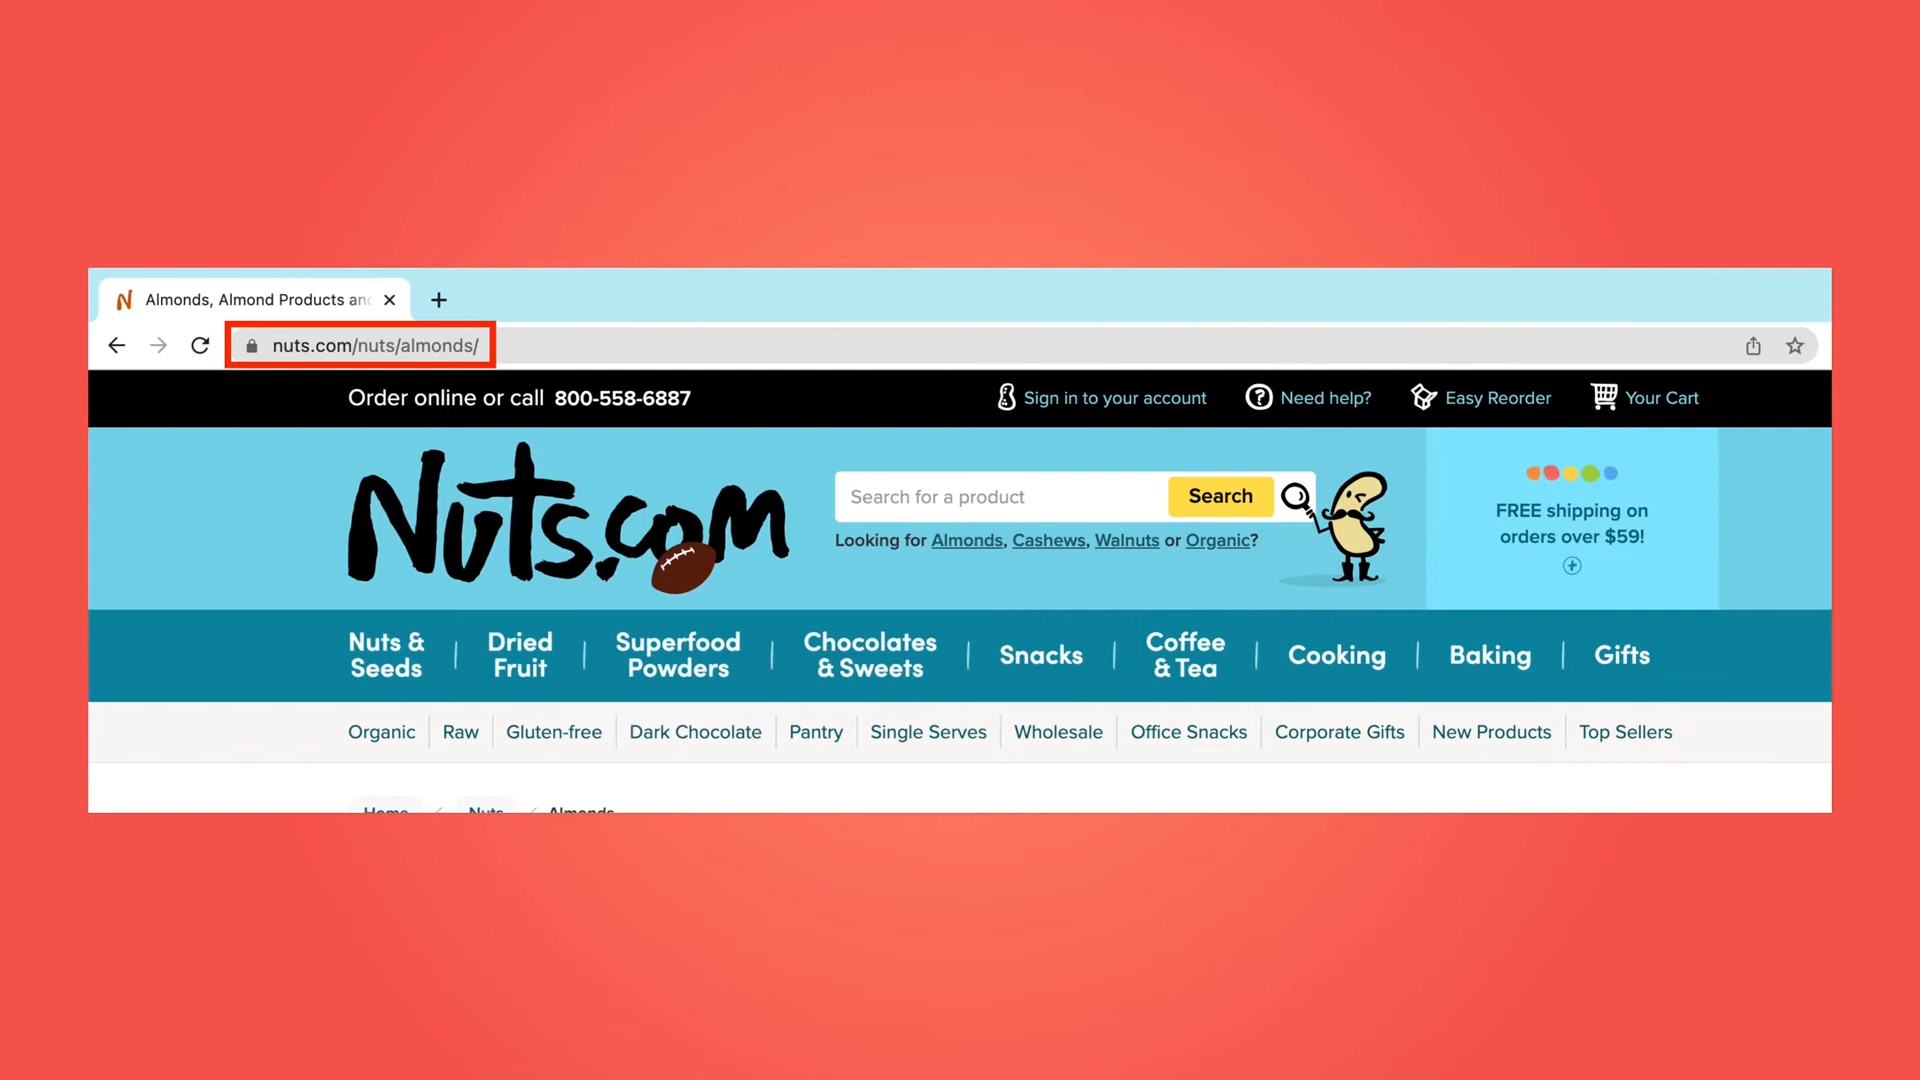 Almonds, Almond Products and
nuts.com/nuts/almonds/
Order online or call 800-558-6887
Sign in to your account
Need help?
Easy Reorder
Your Cart
Nuts.com
Search for a product
Search
Looking for Almonds, Cashews, Walnuts or Organic?
FREE shipping on
orders over $59!
Nuts &
Seeds
Dried
Fruit
Superfood
Powders
Chocolates
& Sweets
Snacks
Coffee
& Tea
Cooking
Baking
Gifts
Organic
Raw
Gluten-free
Dark Chocolate
Pantry
Single Serves
Wholesale
Office Snacks
Corporate Gifts
New Products
Top Sellers
Home / Nuts / Almonds